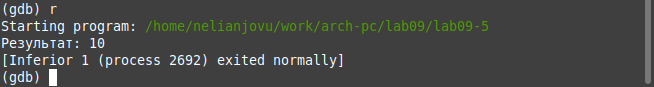 (gdb) r
Starting program: /home/nelianjovu/work/arch-pc/lab09/lab09-5
Результат: 10
[Inferior 1 (process 2692) exited normally]
(gdb)